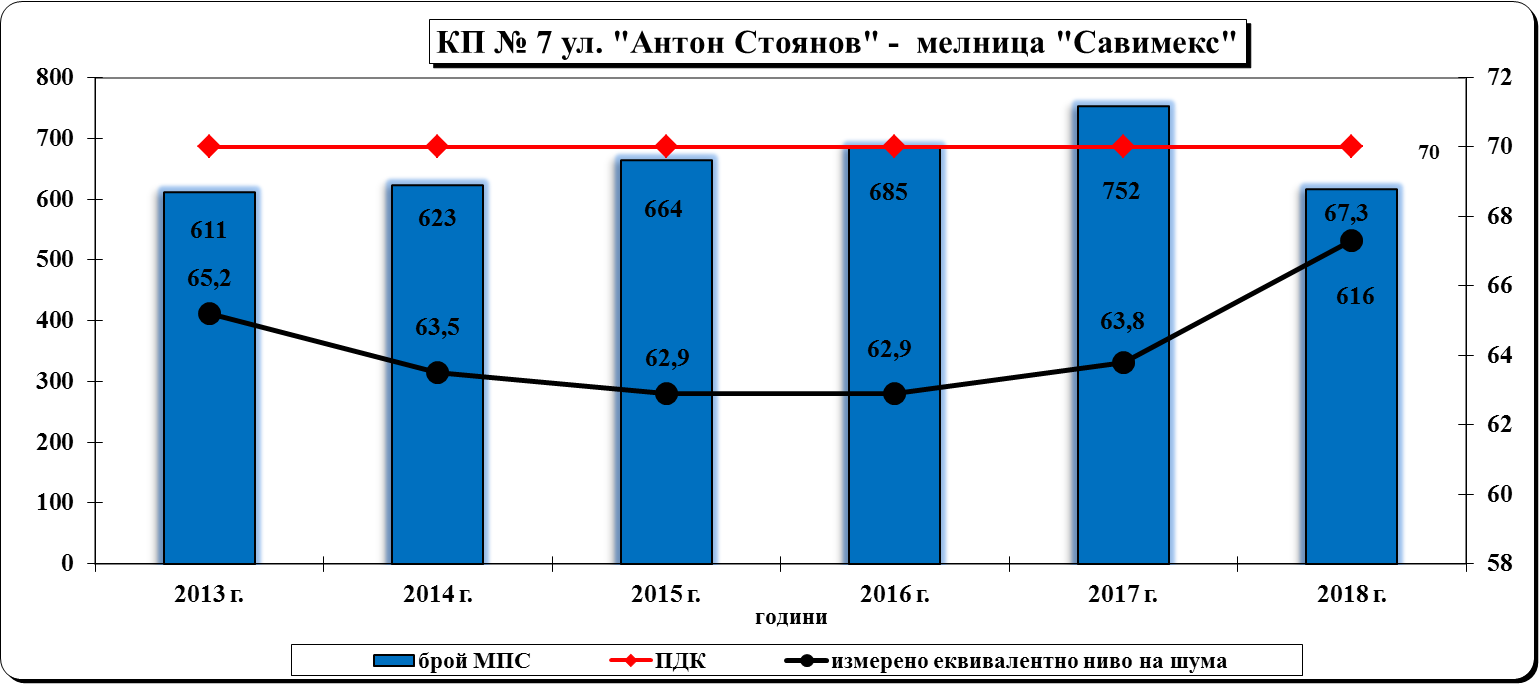 КП № 7 ул. "Антон Стоянов" - мелница "Савимекс"
800
700
600
500
400
300
200
100
0
72
70
68
66
64
62
60
58
611
623
664
685
752
616
65,2
63,5
62,9
62,9
63,8
67,3
70
2013 г.
2014 г.
2015 г.
2016 г.
2017 г.
2018 г.
години
брой МПС
ПДК
измерено еквивалентно ниво на шума